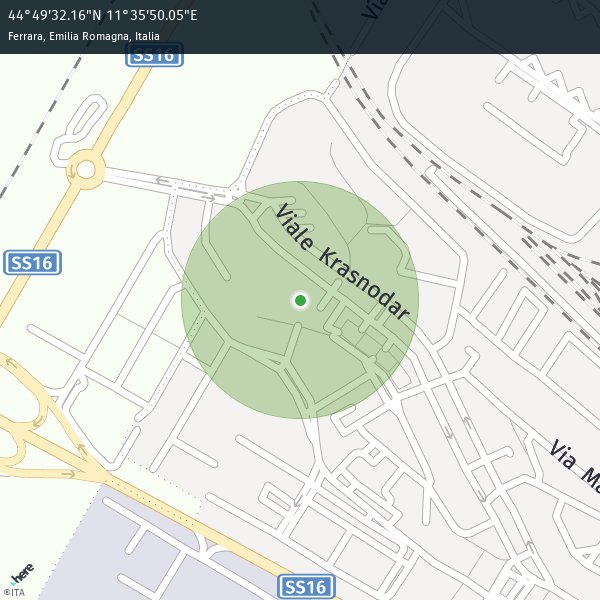 44°49'32.16"N 11°35'50.05"E
Ferrara, Emilia Romagna, Italia
Via
SS16
Viale Krasnodar
SS16
Via Ma
SS16
here
©ITA